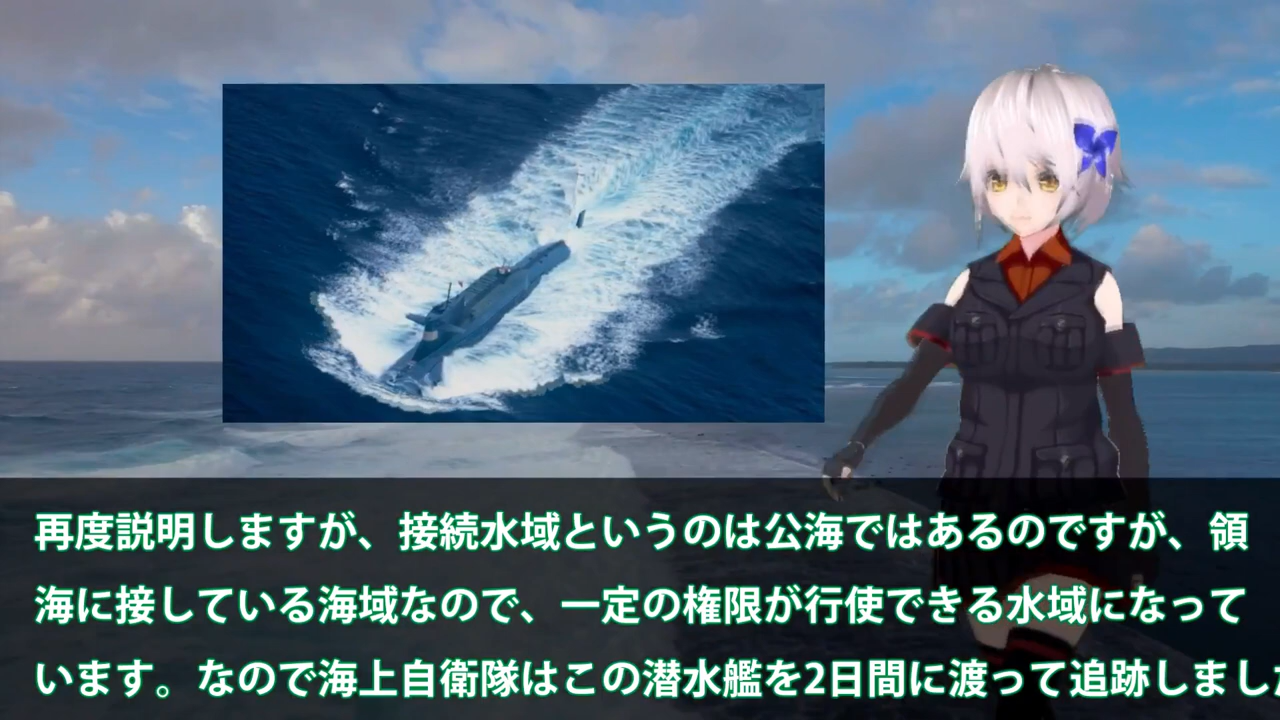 再度説明しますが、接続水域というのは公海ではあるのですが、領
海に接している海域なので、一定の権限が行使できる水域になって
います。なので海上自衛隊はこの潜水艦を2日間に渡って追跡しまし